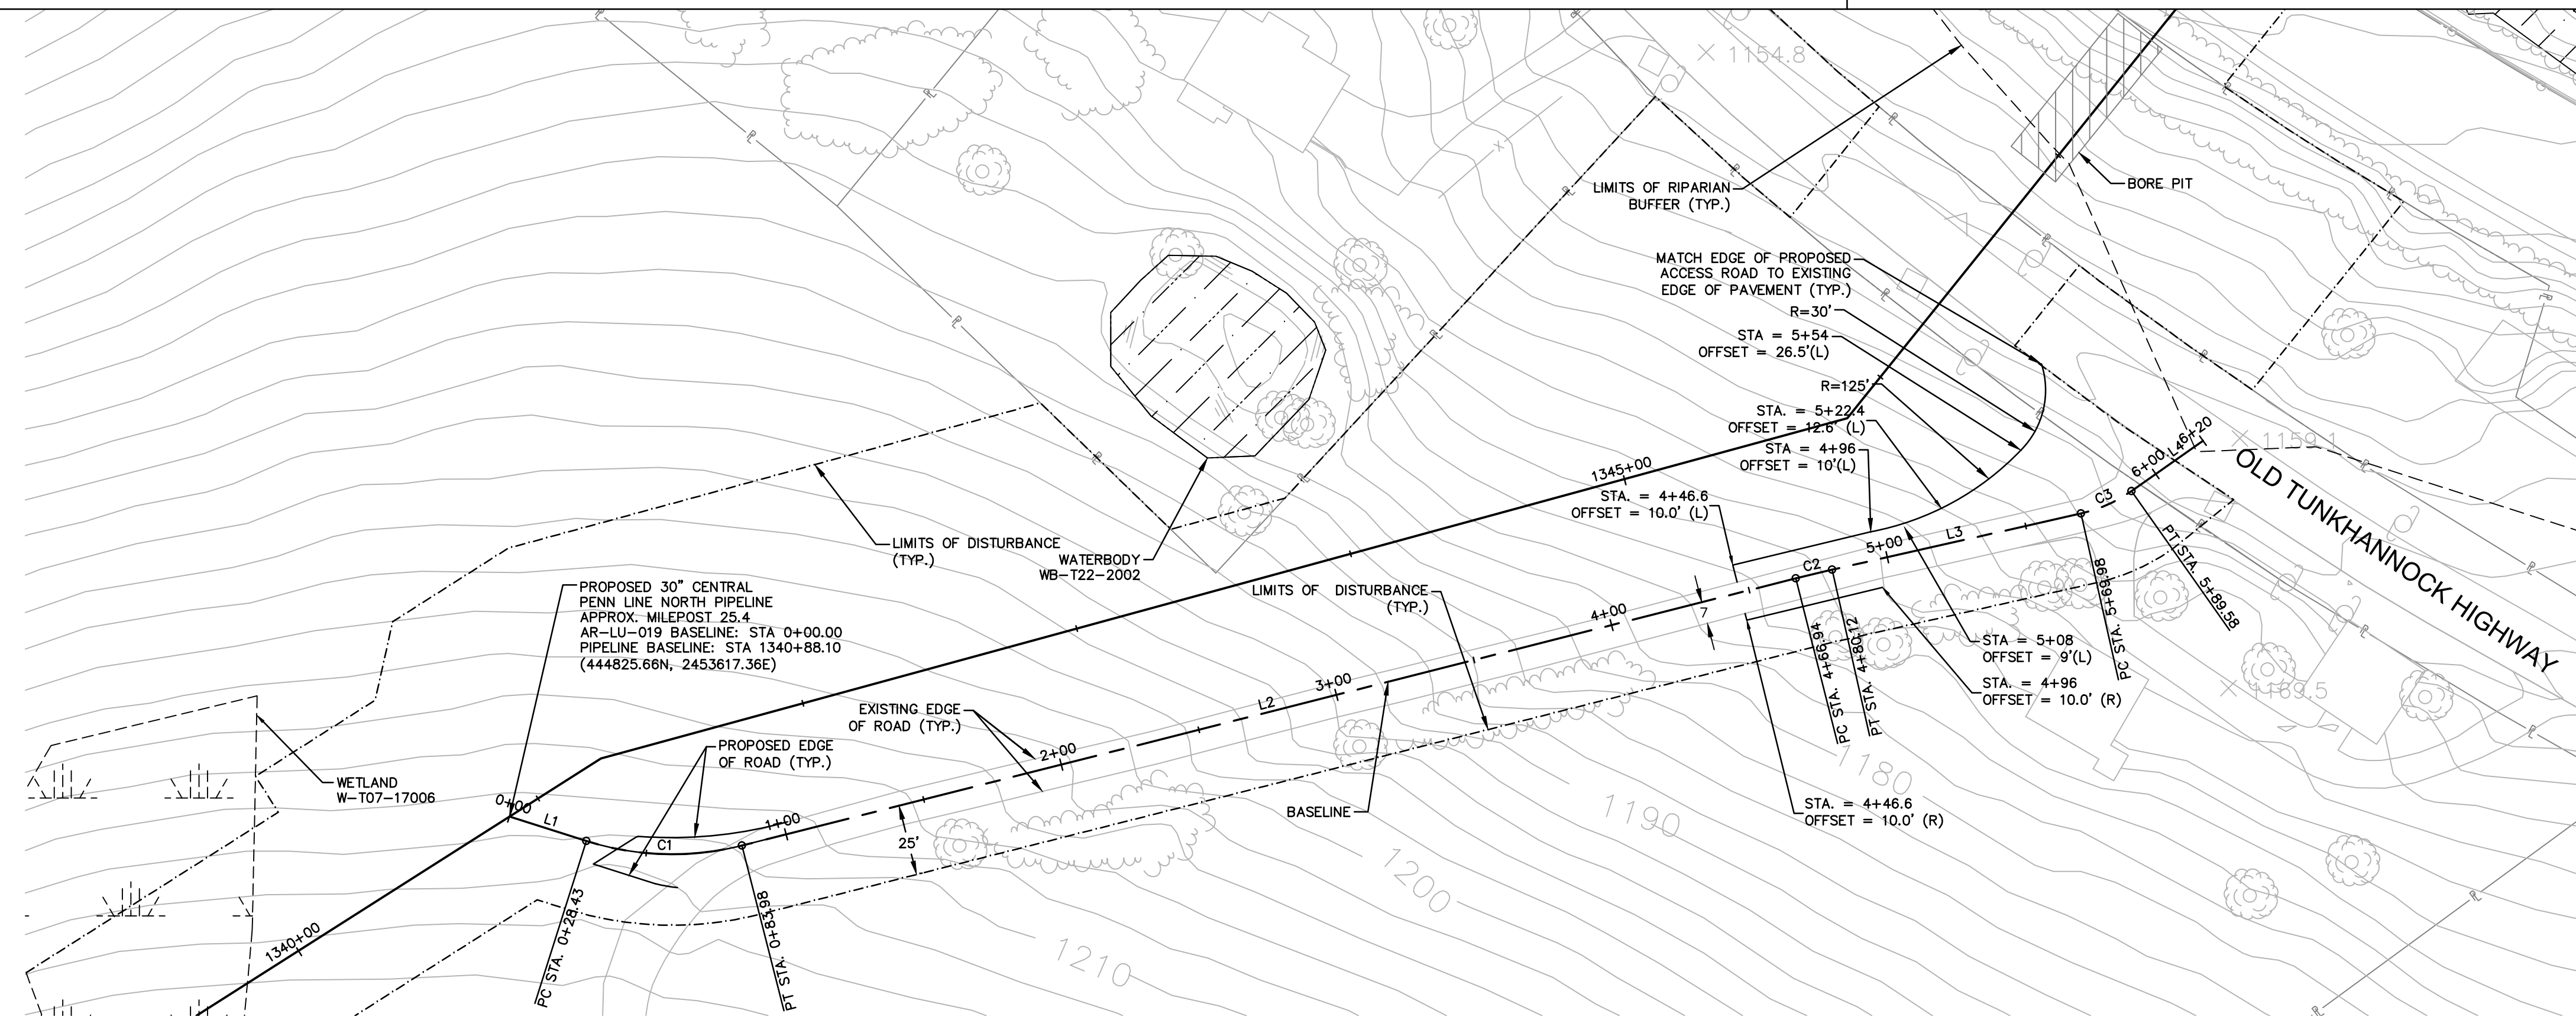 1154.8
LIMITS OF RIPARIAN
BUFFER (TYP.)
BORE PIT
MATCH EDGE OF PROPOSED
ACCESS ROAD TO EXISTING
EDGE OF PAVEMENT (TYP.)
R=30'
STA = 5+54
OFFSET = 26.5'(L)
R=125'
STA. = 5+22.4
OFFSET = 12.6' (L)
STA = 4+96
OFFSET = 10'(L)
STA. = 4+46.6
OFFSET = 10.0' (L)
1345+00
1159.1
6+20
L4
6+00
C3
OLD TUNKHANNOCK HIGHWAY
PT STA. 5+89.58
PC STA. 5+69.98
L3
5+00
C2
LIMITS OF DISTURBANCE
(TYP.)
WATERBODY
WB-T22-2002
LIMITS OF DISTURBANCE
(TYP.)
PROPOSED 30" CENTRAL
PENN LINE NORTH PIPELINE
APPROX. MILEPOST 25.4
AR-LU-019 BASELINE: STA 0+00.00
PIPELINE BASELINE: STA 1340+88.10
(444825.66N, 2453617.36E)
7
4+00
STA = 5+08
OFFSET = 9'(L)
STA. = 4+96
OFFSET = 10.0' (R)
1169.5
PC STA. 4+66.94
PT STA. 4+80.12
EXISTING EDGE
OF ROAD (TYP.)
L2
3+00
PROPOSED EDGE
OF ROAD (TYP.)
2+00
WETLAND
W-T07-17006
0+00
L1
C1
1+00
25'
BASELINE
STA. = 4+46.6
OFFSET = 10.0' (R)
1180
1190
1200
1210
1340+00
PC STA. 0+28.43
PT STA. 0+83.98